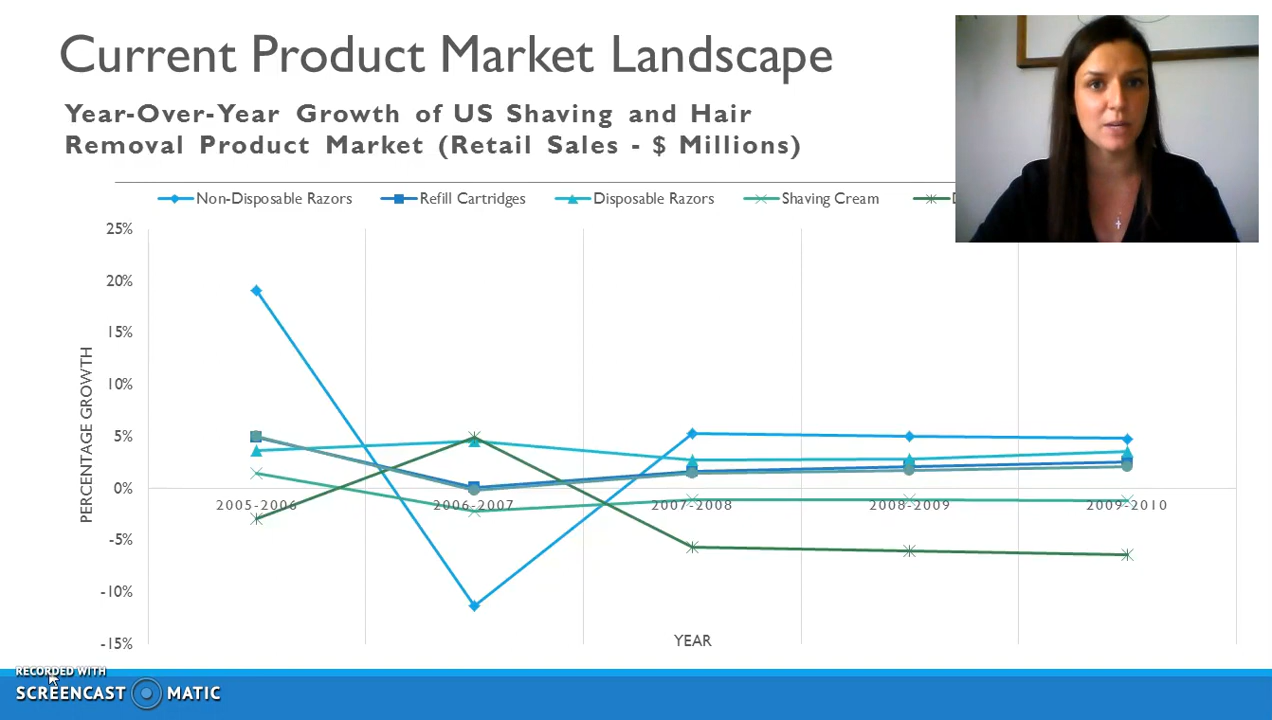 Current Product Market Landscape
Year-Over-Year Growth of US Shaving and Hair
Removal Product Market (Retail Sales - $ Millions)
Non-Disposable Razors Refill Cartridges Disposable Razors Shaving Cream
25%
20%
15%
10%
5%
0%
-5%
-10%
-15%
PERCENTAGE GROWTH
2005-2006 2006-2007 2007-2008 2008-2009 2009-2010
YEAR
RECORDED WITH
SCREENCAST MATIC